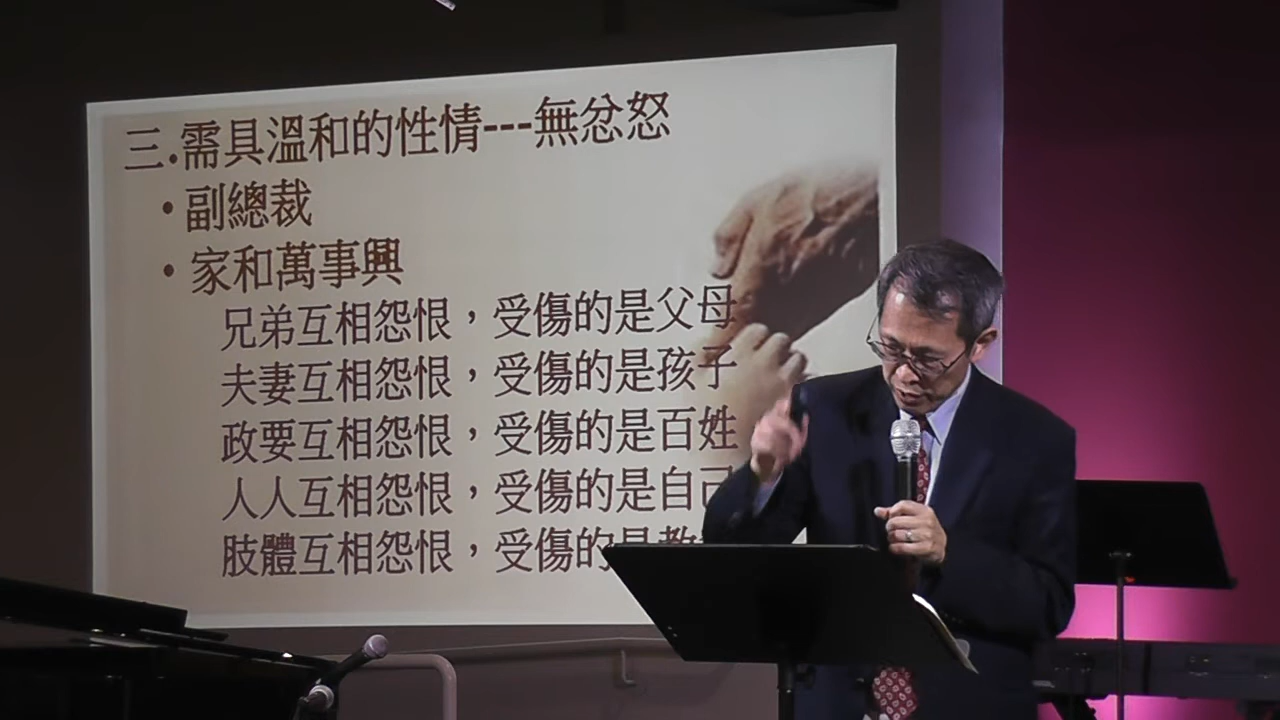 三.需具溫和的性情---無忿怒
• 副總裁
• 家和萬事興
兄弟互相怨恨，受傷的是父母
夫妻互相怨恨，受傷的是孩子
政要互相怨恨，受傷的是百姓
人人互相怨恨，受傷的是自己
肢體互相怨恨，受傷的是教